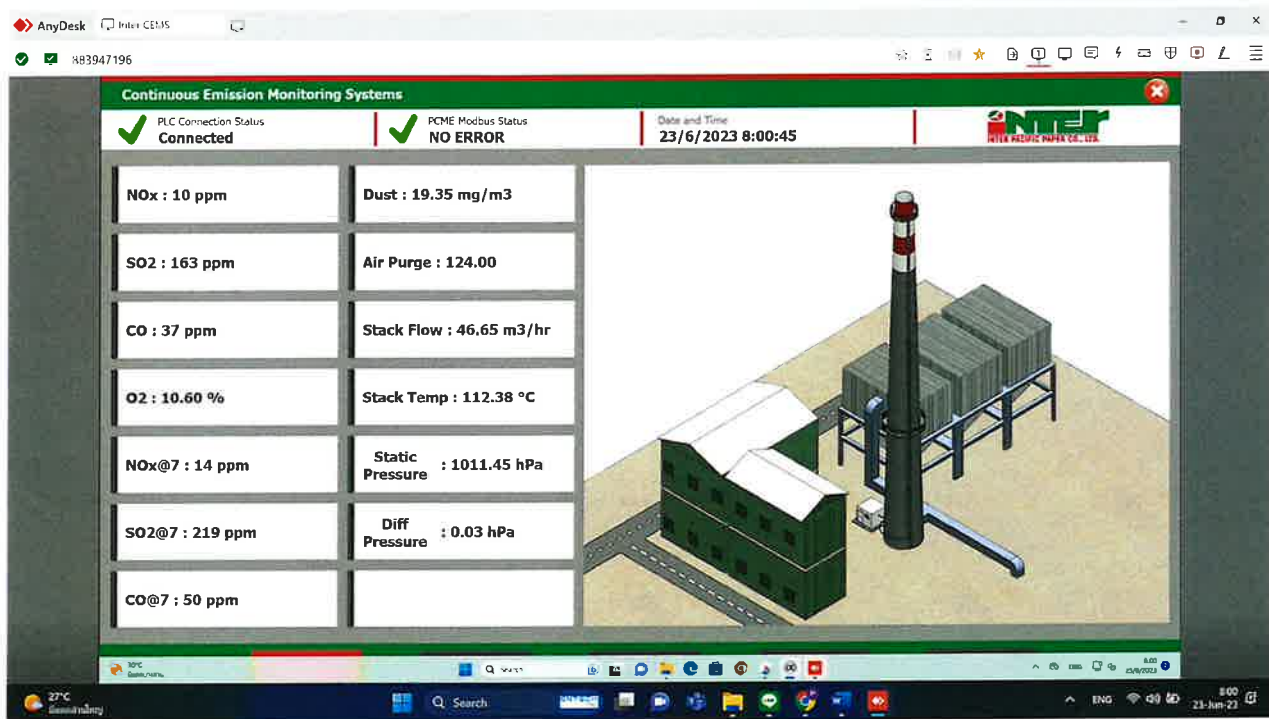 AnyDesk
Inter CEMS
883947196
Continuous Emission Monitoring Systems
PLC Connection Status
Connected
PCME Modbus Status
NO ERROR
Date and Time
23/6/2023 8:00:45
INTER
INTER PACIFIC PAPER CO., LTD.
NOx : 10 ppm
Dust : 19.35 mg/m3
SO2 : 163 ppm
Air Purge : 124.00
CO : 37 ppm
Stack Flow : 46.65 m3/hr
O2 : 10.60 %
Stack Temp : 112.38 °C
NOx@7 : 14 ppm
Static Pressure : 1011.45 hPa
SO2@7 : 219 ppm
Diff Pressure : 0.03 hPa
CO@7 : 50 ppm
Search
8:00
27°C
Search
ENG
8:00
23-Jun-23